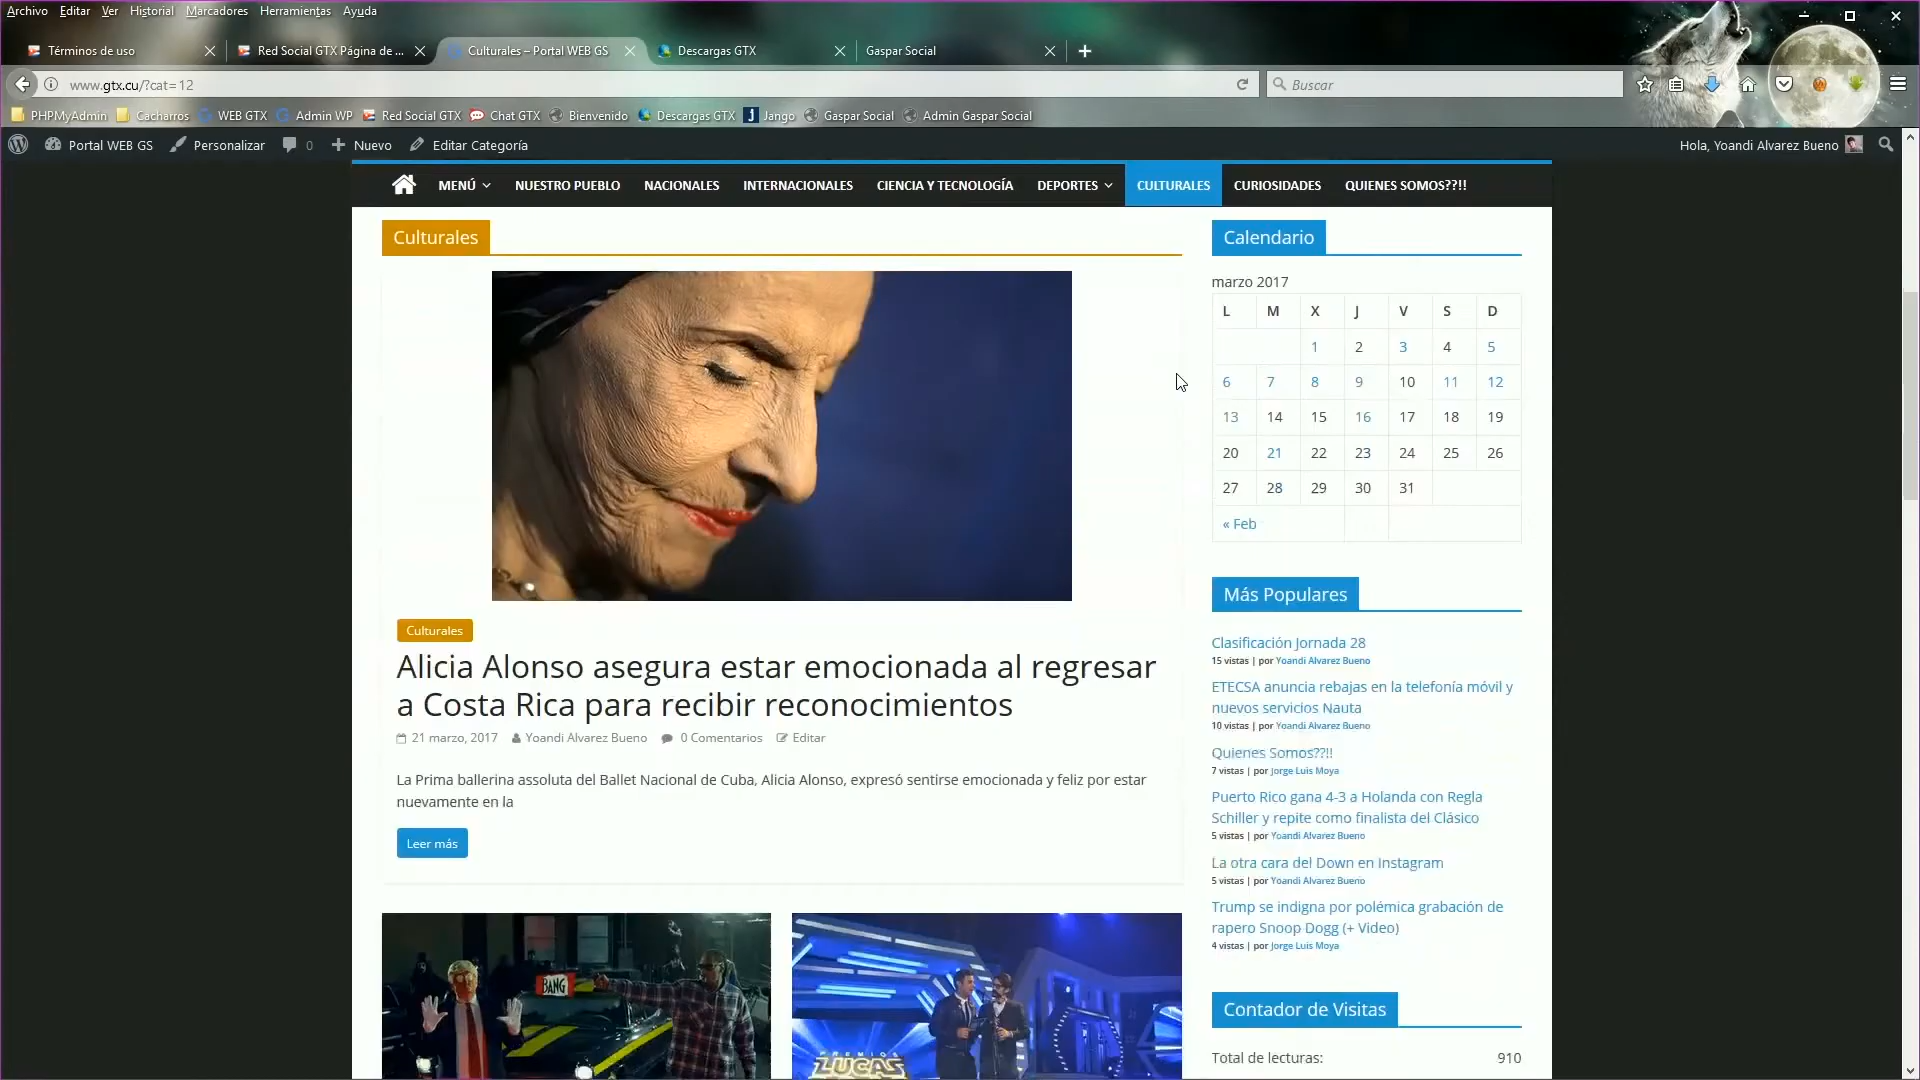 Archivo Editar Ver Historial Marcadores Herramientas Ayuda
Términos de uso
Red Social GTX Página de ...
Culturales – Portal WEB GS
Descargas GTX
Gaspar Social
www.gtx.cu/?cat=12
Buscar
PHPMyAdmin Cacharros WEB GTX Admin WP Red Social GTX Chat GTX Bienvenido Descargas GTX Jango Gaspar Social Admin Gaspar Social
Portal WEB GS Personalizar 0 Nuevo Editar Categoría
Hola, Yoandi Alvarez Bueno
MENÚ NUESTRO PUEBLO NACIONALES INTERNACIONALES CIENCIA Y TECNOLOGÍA DEPORTES CULTURALES CURIOSIDADES QUIENES SOMOS??!!
Culturales
Culturales
Alicia Alonso asegura estar emocionada al regresar
a Costa Rica para recibir reconocimientos
21 marzo, 2017 Yoandi Alvarez Bueno 0 Comentarios Editar
La Prima ballerina assoluta del Ballet Nacional de Cuba, Alicia Alonso, expresó sentirse emocionada y feliz por estar
nuevamente en la
Leer más
BANG
PREMIOS
LUCAS
Calendario
marzo 2017
L M X J V S D
1 2 3 4 5
6 7 8 9 10 11 12
13 14 15 16 17 18 19
20 21 22 23 24 25 26
27 28 29 30 31
« Feb
Más Populares
Clasificación Jornada 28
15 vistas | por Yoandi Alvarez Bueno
ETECSA anuncia rebajas en la telefonía móvil y
nuevos servicios Nauta
10 vistas | por Yoandi Alvarez Bueno
Quienes Somos??!!
7 vistas | por Jorge Luis Moya
Puerto Rico gana 4-3 a Holanda con Regla
Schiller y repite como finalista del Clásico
5 vistas | por Yoandi Alvarez Bueno
La otra cara del Down en Instagram
5 vistas | por Yoandi Alvarez Bueno
Trump se indigna por polémica grabación de
rapero Snoop Dogg (+ Video)
4 vistas | por Jorge Luis Moya
Contador de Visitas
Total de lecturas: 910